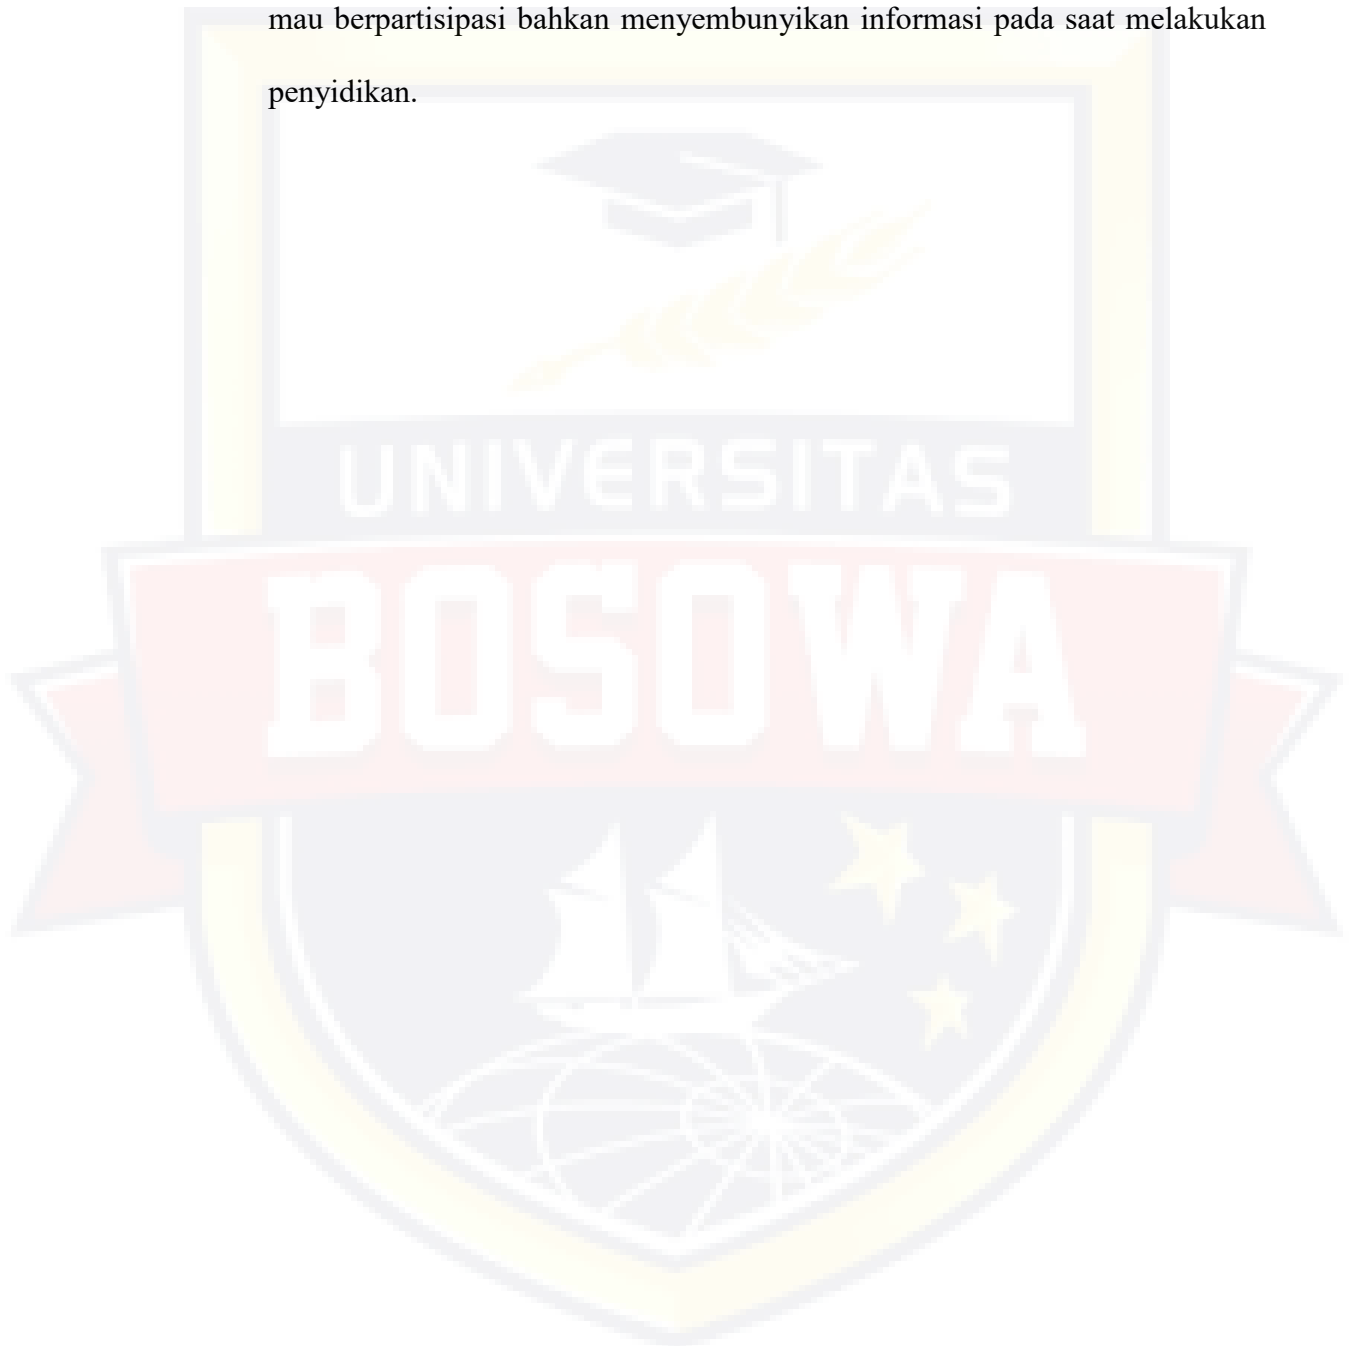 mau berpartisipasi bahkan menyembunyikan informasi pada saat melakukan
penyidikan.
UNIVERSITAS
BOSOWA